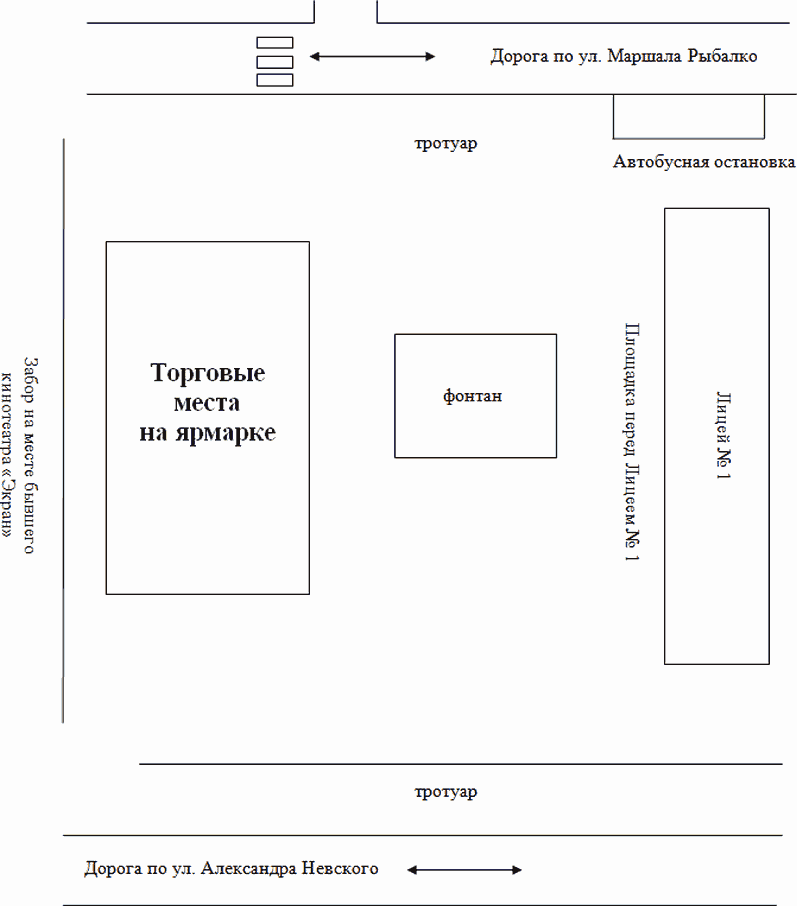 Дорога по ул. Маршала Рыбалко
тротуар
Автобусная остановка
Забор на месте бывшего
кинотеатра «Экран»
Торговые
места
на ярмарке
фонтан
Площадка перед Лицеем № 1
Лицей № 1
тротуар
Дорога по ул. Александра Невского